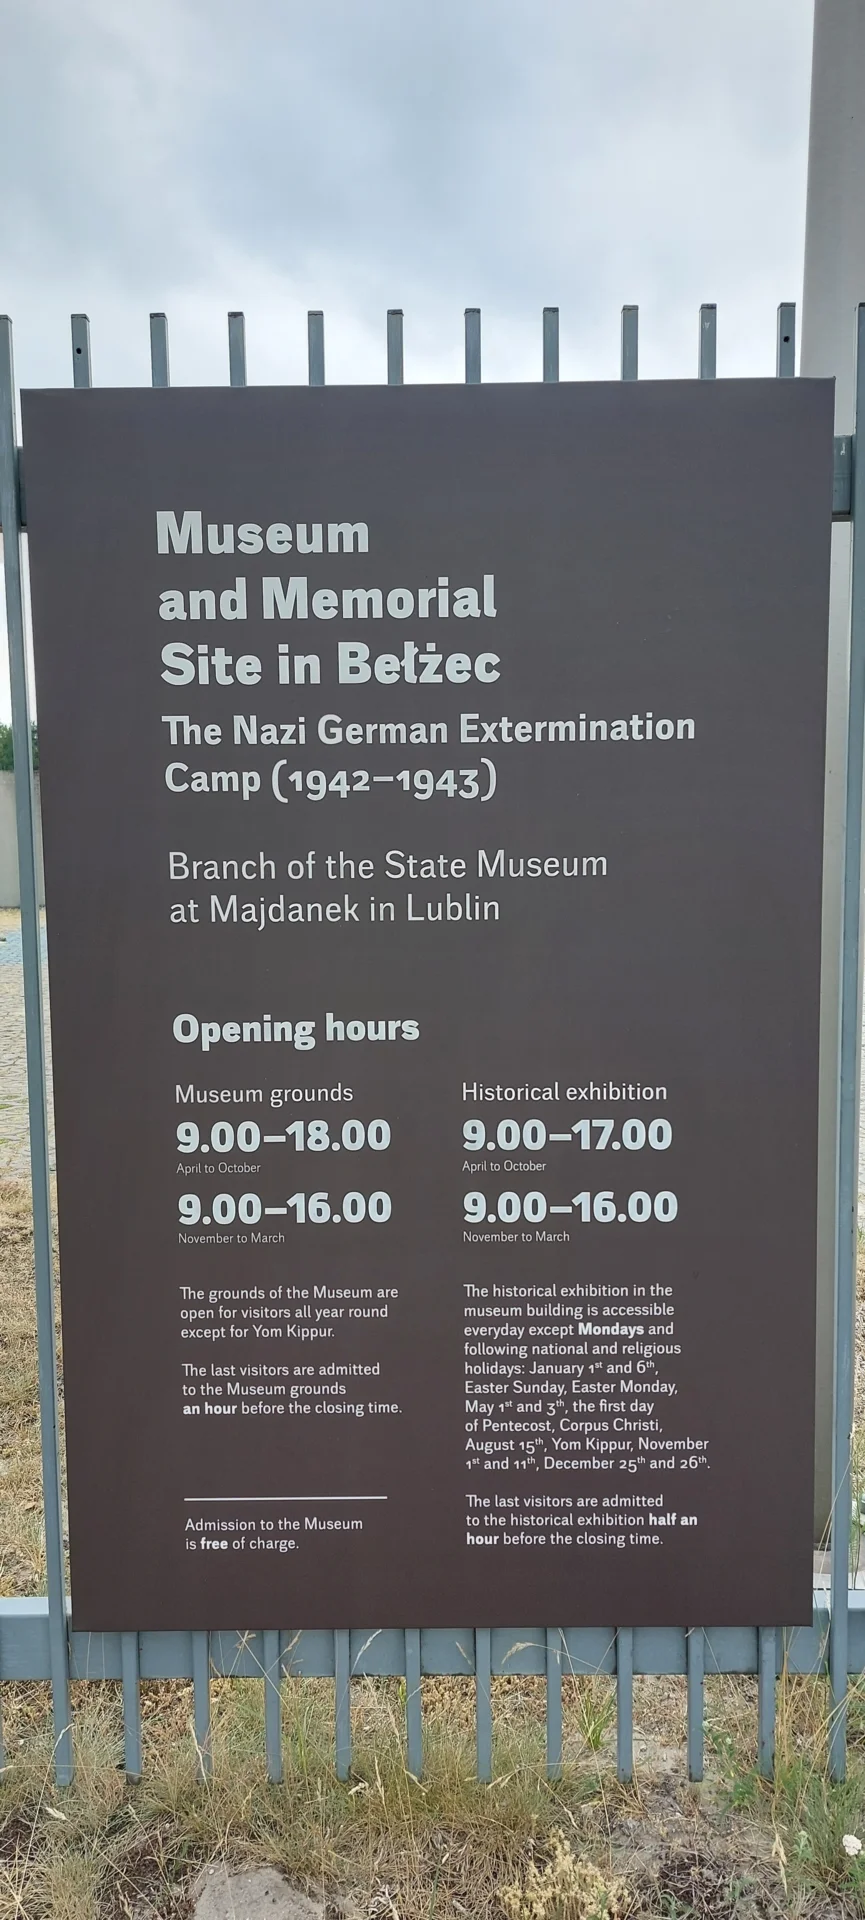 Museum
and Memorial
Site in Bełżec
The Nazi German Extermination
Camp (1942–1943)
Branch of the State Museum
at Majdanek in Lublin
Opening hours
Museum grounds
9.00–18.00
April to October
9.00–16.00
November to March
The grounds of the Museum are
open for visitors all year round
except for Yom Kippur.
The last visitors are admitted
to the Museum grounds
an hour before the closing time.
Admission to the Museum
is free of charge.
Historical exhibition
9.00–17.00
April to October
9.00–16.00
November to March
The historical exhibition in the
museum building is accessible
everyday except Mondays and
following national and religious
holidays: January 1st and 6th,
Easter Sunday, Easter Monday,
May 1st and 3th, the first day
of Pentecost, Corpus Christi,
August 15th, Yom Kippur, November
1st and 11th, December 25th and 26th.
The last visitors are admitted
to the historical exhibition half an
hour before the closing time.